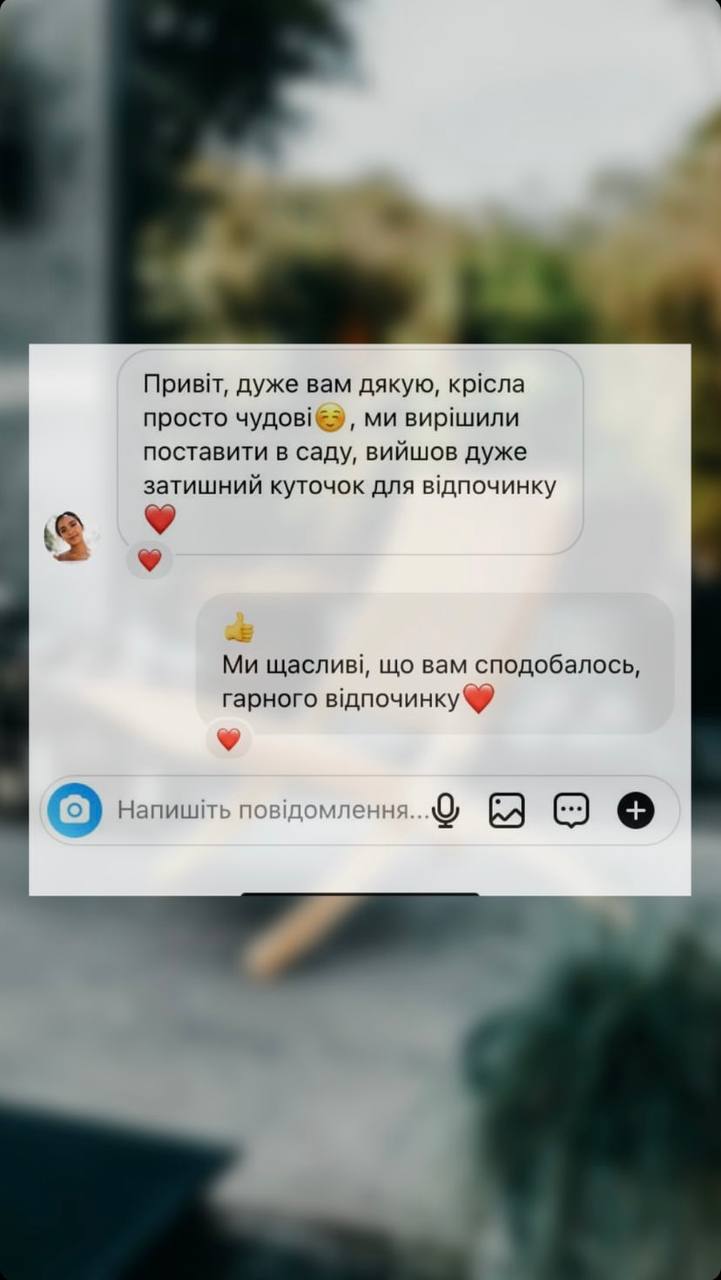 Привіт, дуже вам дякую, крісла
просто чудові☺️, ми вирішили
поставити в саду, вийшов дуже
затишний куточок для відпочинку
❤️
❤️
👍
Ми щасливі, що вам сподобалось,
гарного відпочинку❤️
❤️
Напишіть повідомлення...